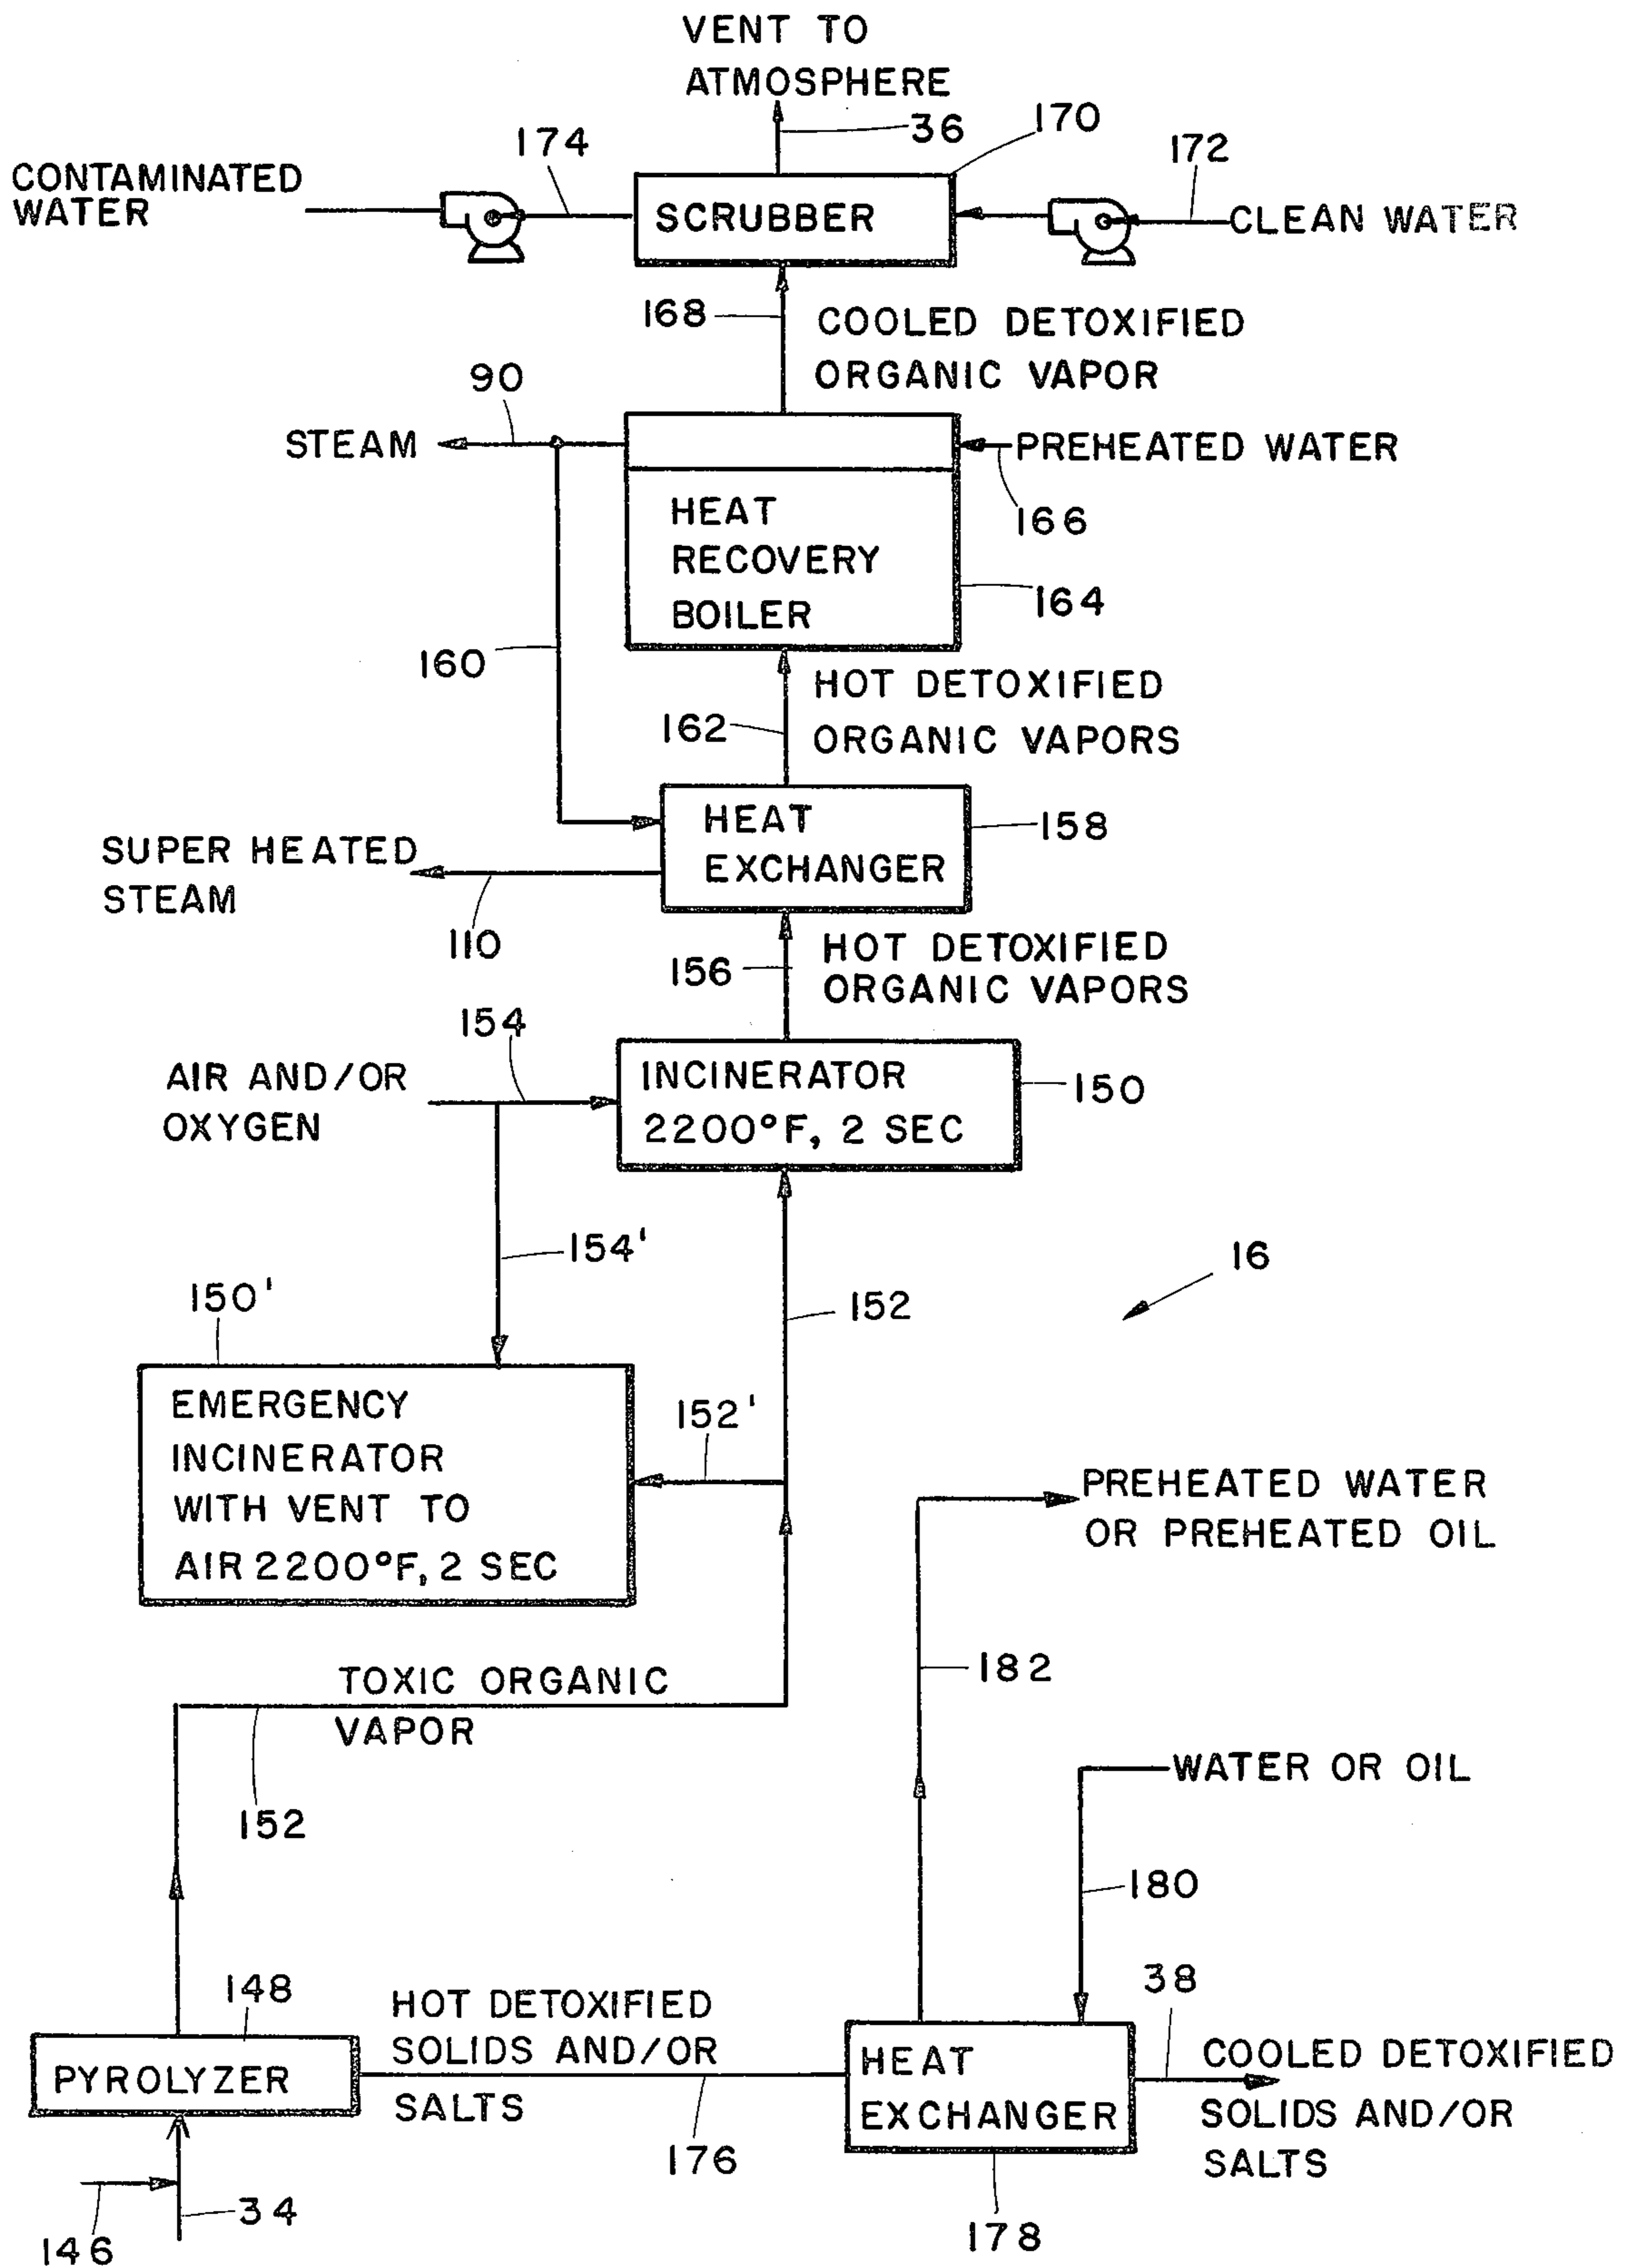 VENT TO
ATMOSPHERE
36
170
174
172
CONTAMINATED
WATER
SCRUBBER
CLEAN WATER
168
COOLED DETOXIFIED
ORGANIC VAPOR
90
STEAM
PREHEATED WATER
166
HEAT
RECOVERY
BOILER
164
160
HOT DETOXIFIED
ORGANIC VAPORS
162
HEAT
EXCHANGER
158
SUPER HEATED
STEAM
110
156
HOT DETOXIFIED
ORGANIC VAPORS
154
AIR AND/OR
OXYGEN
INCINERATOR
2200°F, 2 SEC
150
154'
16
150'
152
EMERGENCY
INCINERATOR
WITH VENT TO
AIR 2200°F, 2 SEC
152'
PREHEATED WATER
OR PREHEATED OIL
TOXIC ORGANIC
VAPOR
152
182
WATER OR OIL
180
148
HOT DETOXIFIED
SOLIDS AND/OR
SALTS
PYROLYZER
176
HEAT
EXCHANGER
178
38
COOLED DETOXIFIED
SOLIDS AND/OR
SALTS
34
146